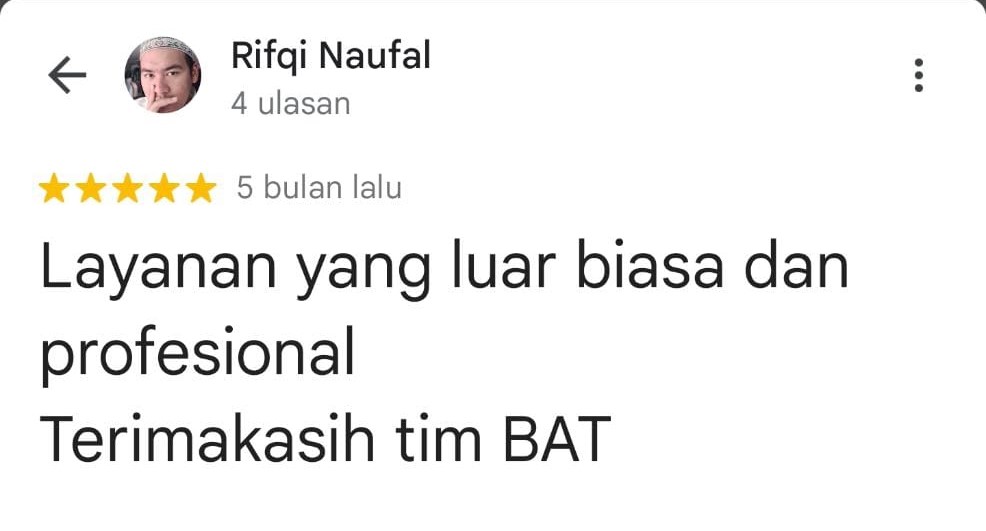 Rifqi Naufal
4 ulasan
5 bulan lalu
Layanan yang luar biasa dan
profesional
Terimakasih tim BAT